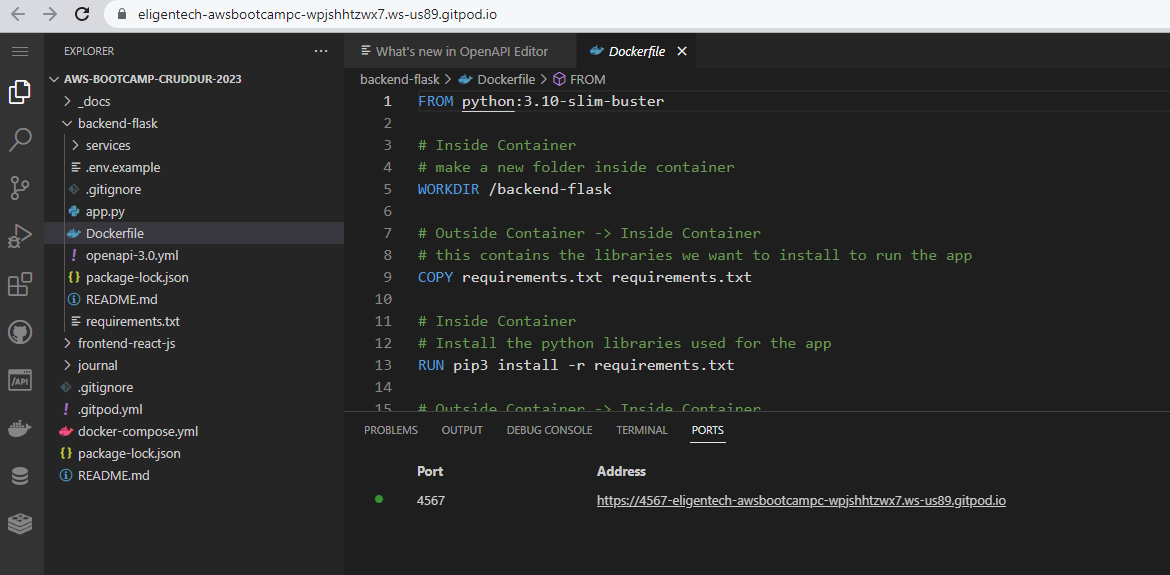 eligentech-awsbootcampc-wpjshhtzwx7.ws-us89.gitpod.io
EXPLORER
AWS-BOOTCAMP-CRUDDUR-2023
_docs
backend-flask
services
.env.example
.gitignore
app.py
Dockerfile
openapi-3.0.yml
package-lock.json
README.md
requirements.txt
frontend-react-js
journal
.gitignore
.gitpod.yml
docker-compose.yml
package-lock.json
README.md
/API
What's new in OpenAPI Editor
Dockerfile
backend-flask > Dockerfile > FROM
1 FROM python:3.10-slim-buster
2
3 # Inside Container
4 # make a new folder inside container
5 WORKDIR /backend-flask
6
7 # Outside Container -> Inside Container
8 # this contains the libraries we want to install to run the app
9 COPY requirements.txt requirements.txt
10
11 # Inside Container
12 # Install the python libraries used for the app
13 RUN pip3 install -r requirements.txt
14
15 # Outside Container -> Inside Container
PROBLEMS OUTPUT DEBUG CONSOLE TERMINAL PORTS
Port Address
4567 https://4567-eligentech-awsbootcampc-wpjshhtzwx7.ws-us89.gitpod.io